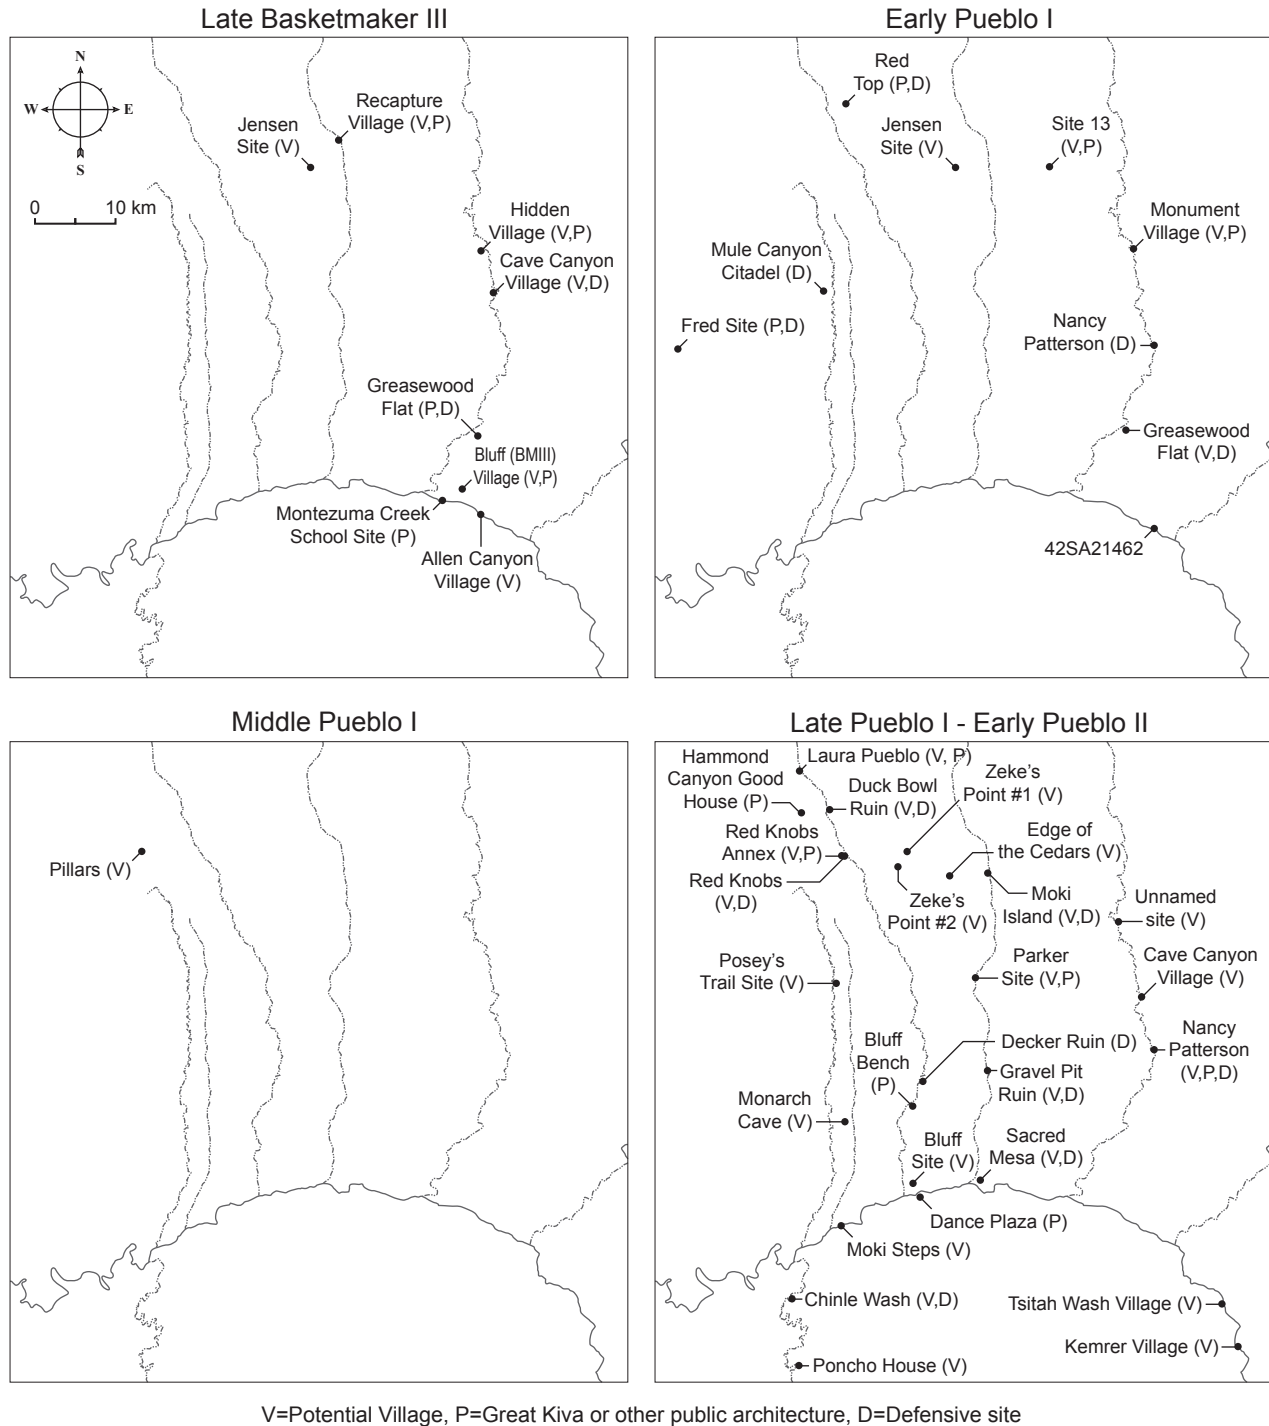 Late Basketmaker III
N
W
E
S
0
10 km
Recapture
Village (V,P)
Jensen
Site (V)
Hidden
Village (V,P)
Cave Canyon
Village (V,D)
Greasewood
Flat (P,D)
Bluff (BMIII)
Village (V,P)
Montezuma Creek
School Site (P)
Allen Canyon
Village (V)
Early Pueblo I
Red
Top (P,D)
Jensen
Site (V)
Site 13
(V,P)
Monument
Village (V,P)
Mule Canyon
Citadel (D)
Fred Site (P,D)
Nancy
Patterson (D)
Greasewood
Flat (V,D)
42SA21462
Middle Pueblo I
Pillars (V)
Late Pueblo I - Early Pueblo II
Hammond
Canyon Good
House (P)
Laura Pueblo (V, P)
Duck Bowl
Ruin (V,D)
Zeke's
Point #1 (V)
Red Knobs
Annex (V,P)
Edge of
the Cedars (V)
Red Knobs
(V,D)
Zeke's
Point #2 (V)
Moki
Island (V,D)
Unnamed
site (V)
Posey's
Trail Site (V)
Parker
Site (V,P)
Cave Canyon
Village (V)
Bluff
Bench
(P)
Decker Ruin (D)
Nancy
Patterson
(V,P,D)
Gravel Pit
Ruin (V,D)
Monarch
Cave (V)
Bluff
Site (V)
Sacred
Mesa (V,D)
Dance Plaza (P)
Moki Steps (V)
Chinle Wash (V,D)
Tsitah Wash Village (V)
Kemrer Village (V)
Poncho House (V)
V=Potential Village, P=Great Kiva or other public architecture, D=Defensive site